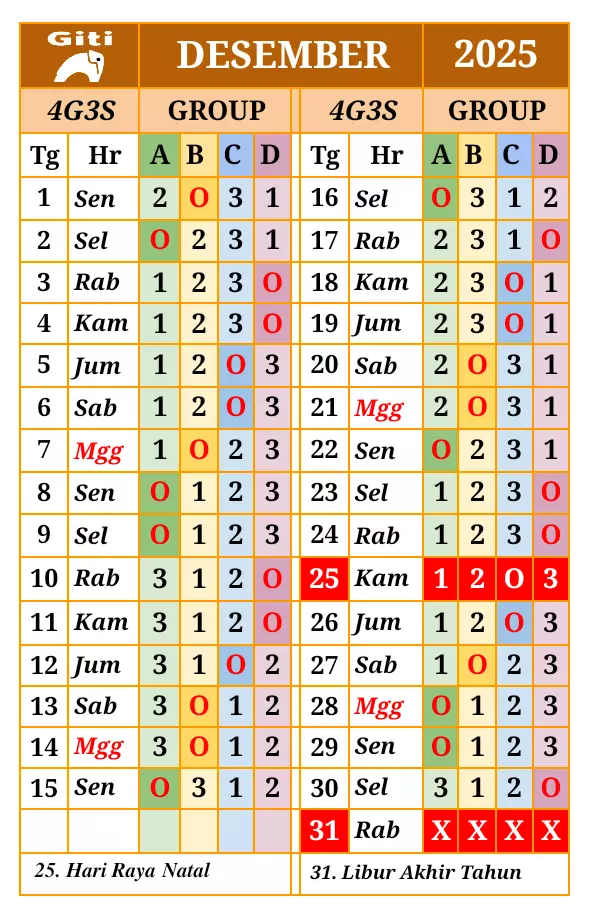 Giti DESEMBER 2025
4G3S GROUP 4G3S GROUP
Tg Hr A B C D Tg Hr A B C D
1 Sen 2 O 3 1 16 Sel O 3 1 2
2 Sel O 2 3 1 17 Rab 2 3 1 O
3 Rab 1 2 3 O 18 Kam 2 3 O 1
4 Kam 1 2 3 O 19 Jum 2 3 O 1
5 Jum 1 2 O 3 20 Sab 2 O 3 1
6 Sab 1 2 O 3 21 Mgg 2 O 3 1
7 Mgg 1 O 2 3 22 Sen O 2 3 1
8 Sen O 1 2 3 23 Sel 1 2 3 O
9 Sel O 1 2 3 24 Rab 1 2 3 O
10 Rab 3 1 2 O 25 Kam 1 2 O 3
11 Kam 3 1 2 O 26 Jum 1 2 O 3
12 Jum 3 1 O 2 27 Sab 1 O 2 3
13 Sab 3 O 1 2 28 Mgg O 1 2 3
14 Mgg 3 O 1 2 29 Sen O 1 2 3
15 Sen O 3 1 2 30 Sel 3 1 2 O
31 Rab X X X X
25. Hari Raya Natal 31. Libur Akhir Tahun